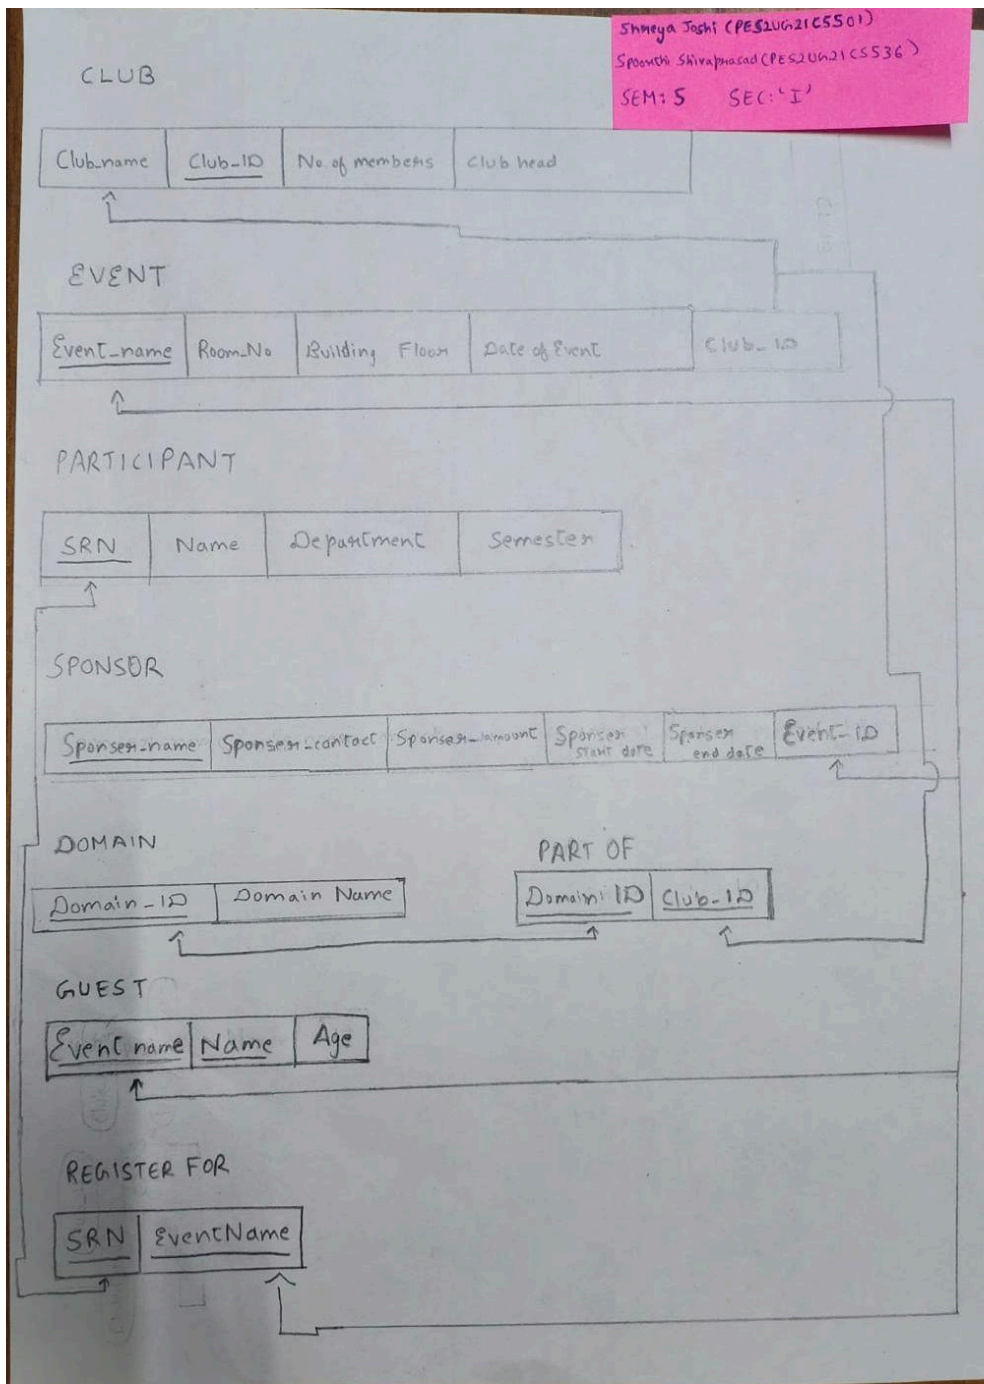 Shreya Joshi (PES2UG21CS501)
Spoorthi Shivaprasad (PES2UG21CS536)
SEM: 5 SEC: 'I'
CLUB
Club_name Club_ID No. of members Club head
EVENT
Event_name Room_No Building Floor Date of Event Club_ID
PARTICIPANT
SRN Name Department Semester
SPONSOR
Sponser_name Sponser_contact Sponser_amount Sponser start date Sponser end date Event_ID
DOMAIN
Domain_ID Domain Name
PART OF
Domain ID Club_ID
GUEST
Event name Name Age
REGISTER FOR
SRN EventName